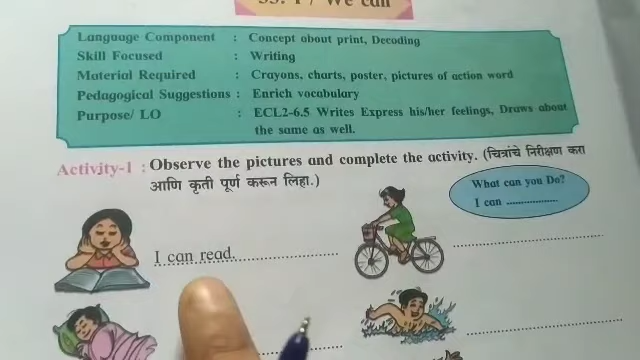 33. I / We can
Language Component : Concept about print, Decoding
Skill Focused : Writing
Material Required : Crayons, charts, poster, pictures of action word
Pedagogical Suggestions : Enrich vocabulary
Purpose/ LO : ECL2-6.5 Writes Express his/her feelings, Draws about
the same as well.
Activity-1 : Observe the pictures and complete the activity. (चित्रांचे निरीक्षण करा
आणि कृती पूर्ण करून लिहा.)
What can you Do?
I can ..................
I can read.